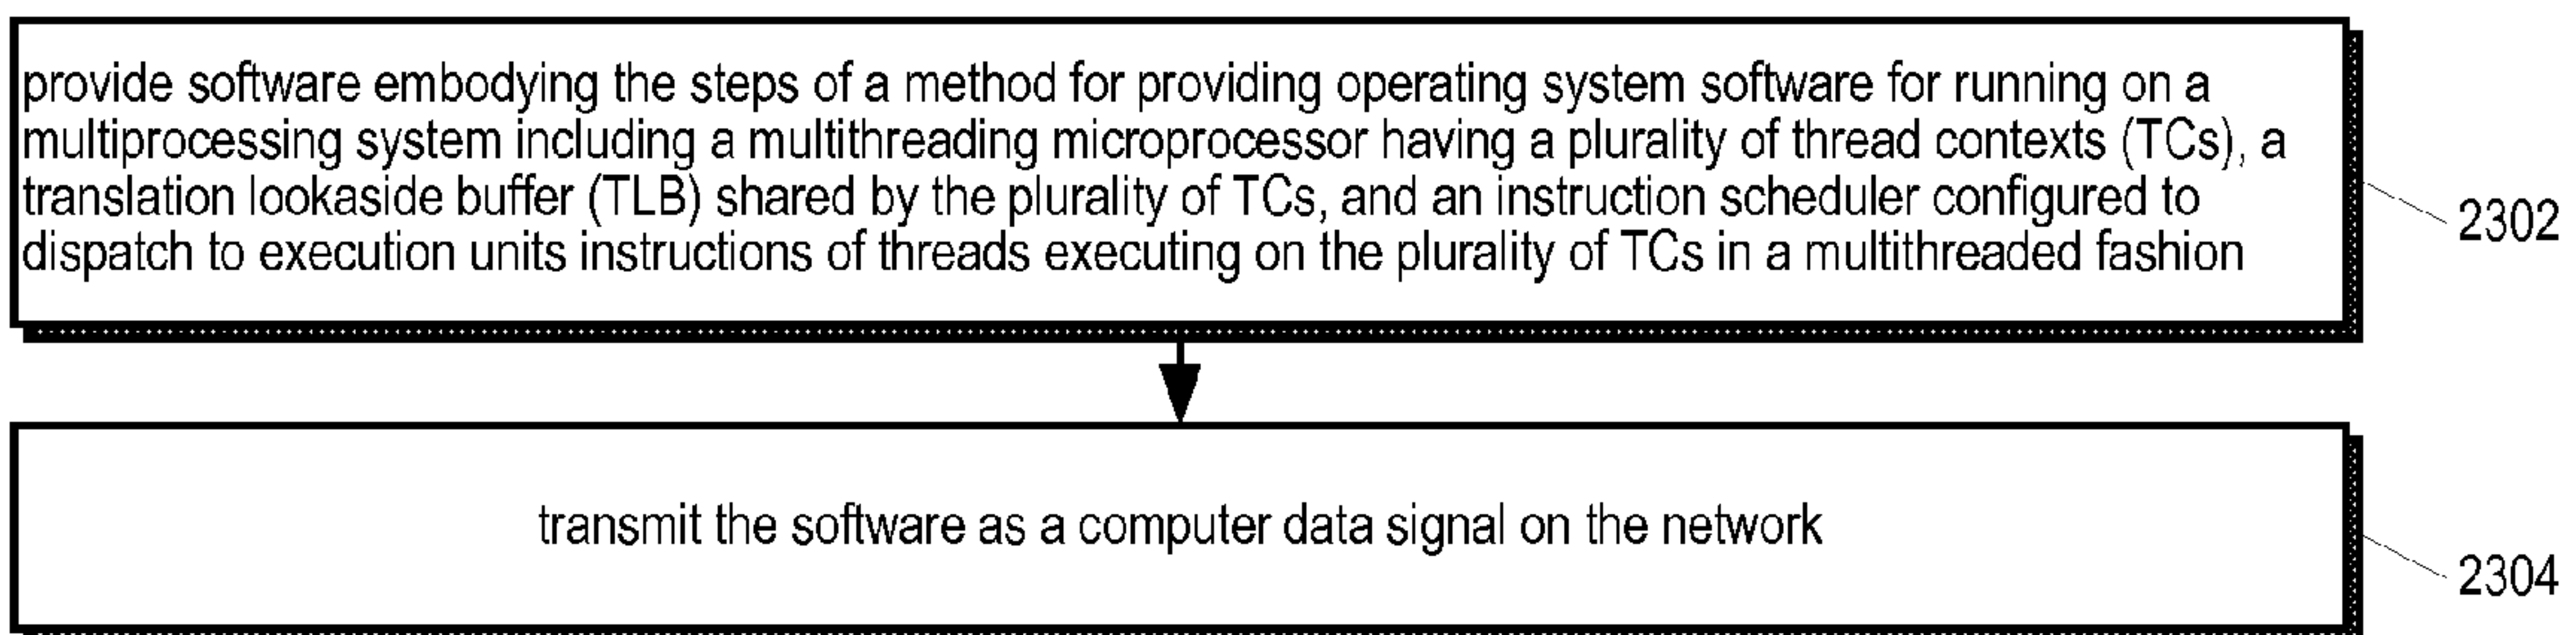 provide software embodying the steps of a method for providing operating system software for running on a
multiprocessing system including a multithreading microprocessor having a plurality of thread contexts (TCs), a
translation lookaside buffer (TLB) shared by the plurality of TCs, and an instruction scheduler configured to
dispatch to execution units instructions of threads executing on the plurality of TCs in a multithreaded fashion
2302
transmit the software as a computer data signal on the network
2304